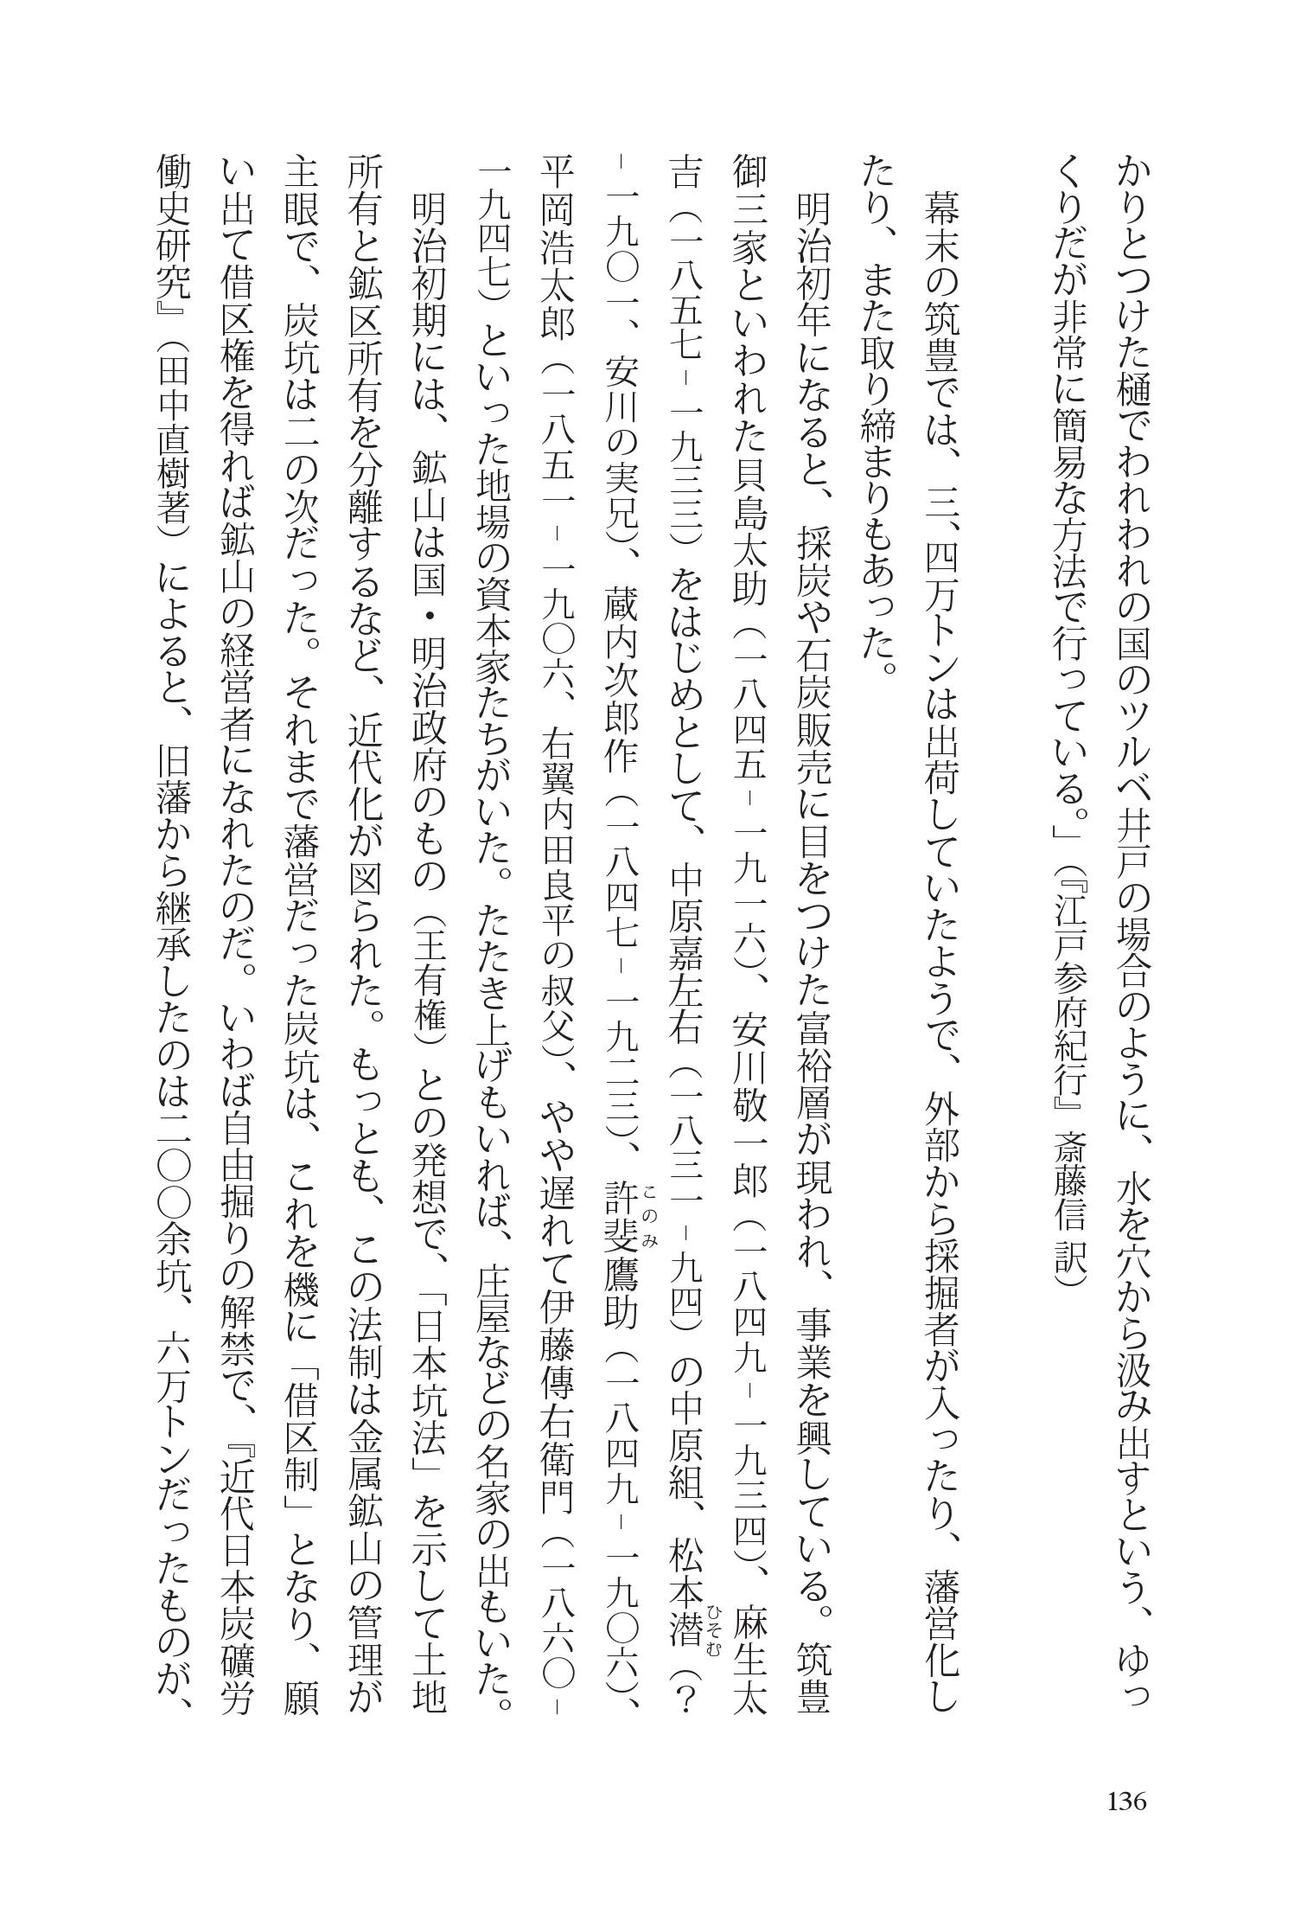 かりとつけた樋でわれわれの国のツルベ井戸の場合のように、水を穴から汲み出すという、ゆっ
くりだが非常に簡易な方法で行っている。」（『江戸参府紀行』斎藤信 訳）
幕末の筑豊では、三、四万トンは出荷していたようで、外部から採掘者が入ったり、藩営化し
たり、また取り締まりもあった。
明治初年になると、採炭や石炭販売に目をつけた富裕層が現われ、事業を興している。筑豊
御三家といわれた貝島太助（一八四五－一九一六）、安川敬一郎（一八四九－一九三四）、麻生太
吉（一八五七－一九三三）をはじめとして、中原嘉左右（一八三一－九四）の中原組、松本潜（？
ひそむ
－一九〇一、安川の実兄）、蔵内次郎作（一八四七－一九二三）、許斐鷹助（一八四九－一九〇六）、
このみ
平岡浩太郎（一八五一－一九〇六、右翼内田良平の叔父）、やや遅れて伊藤傳右衛門（一八六〇－
一九四七）といった地場の資本家たちがいた。たたき上げもいれば、庄屋などの名家の出もいた。
明治初期には、鉱山は国・明治政府のもの（王有権）との発想で、「日本坑法」を示して土地
所有と鉱区所有を分離するなど、近代化が図られた。もっとも、この法制は金属鉱山の管理が
主眼で、炭坑は二の次だった。それまで藩営だった炭坑は、これを機に「借区制」となり、願
い出て借区権を得れば鉱山の経営者になれたのだ。いわば自由掘りの解禁で、『近代日本炭礦労
働史研究』（田中直樹著）によると、旧藩から継承したのは二〇〇余坑、六万トンだったものが、
136